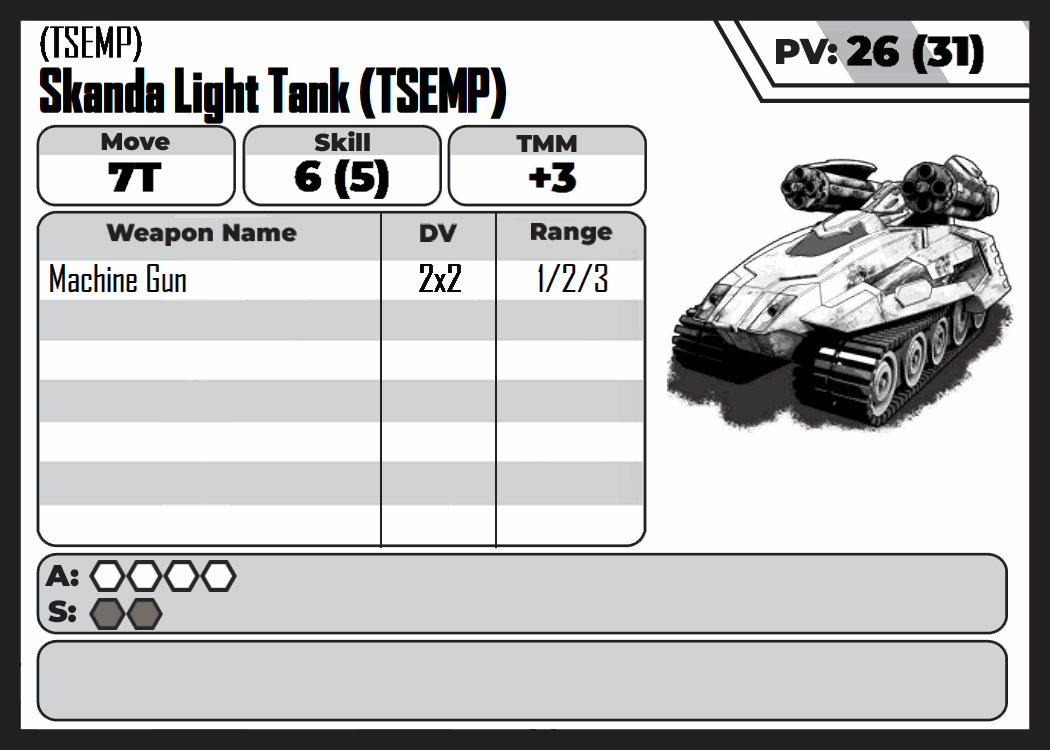 (TSEMP)
Skanda Light Tank (TSEMP)
PV: 26 (31)
Move Skill TMM
7T 6 (5) +3
Weapon Name DV Range
Machine Gun 2x2 1/2/3
A:
S: